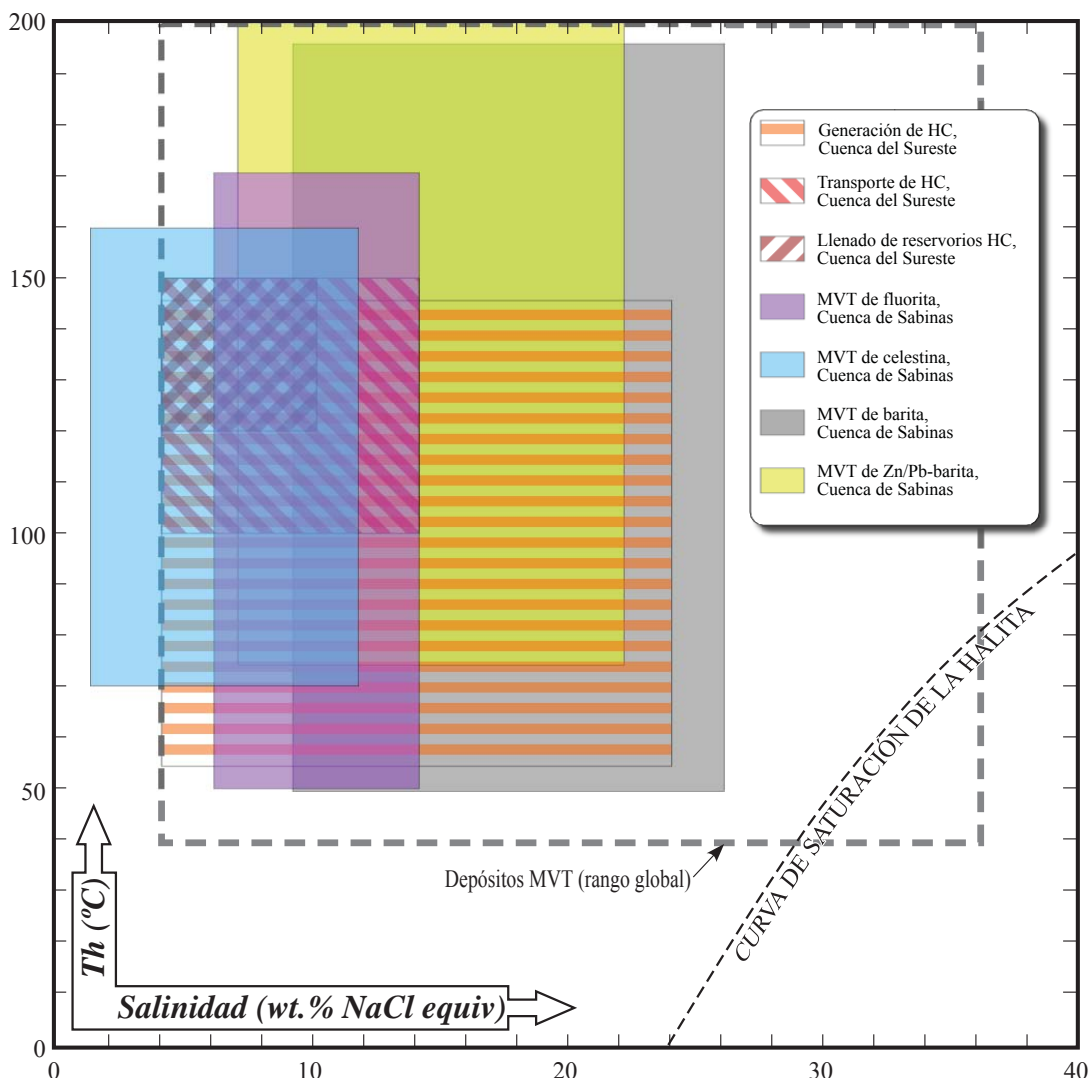 200
150
100
50
0
Generación de HC,
Cuenca del Sureste
Transporte de HC,
Cuenca del Sureste
Llenado de reservorios HC,
Cuenca del Sureste
MVT de fluorita,
Cuenca de Sabinas
MVT de celestina,
Cuenca de Sabinas
MVT de barita,
Cuenca de Sabinas
MVT de Zn/Pb-barita,
Cuenca de Sabinas
Depósitos MVT (rango global)
CURVA DE SATURACIÓN DE LA HALITA
Th (ºC)
Salinidad (wt.% NaCl equiv)
0 10 20 30 40